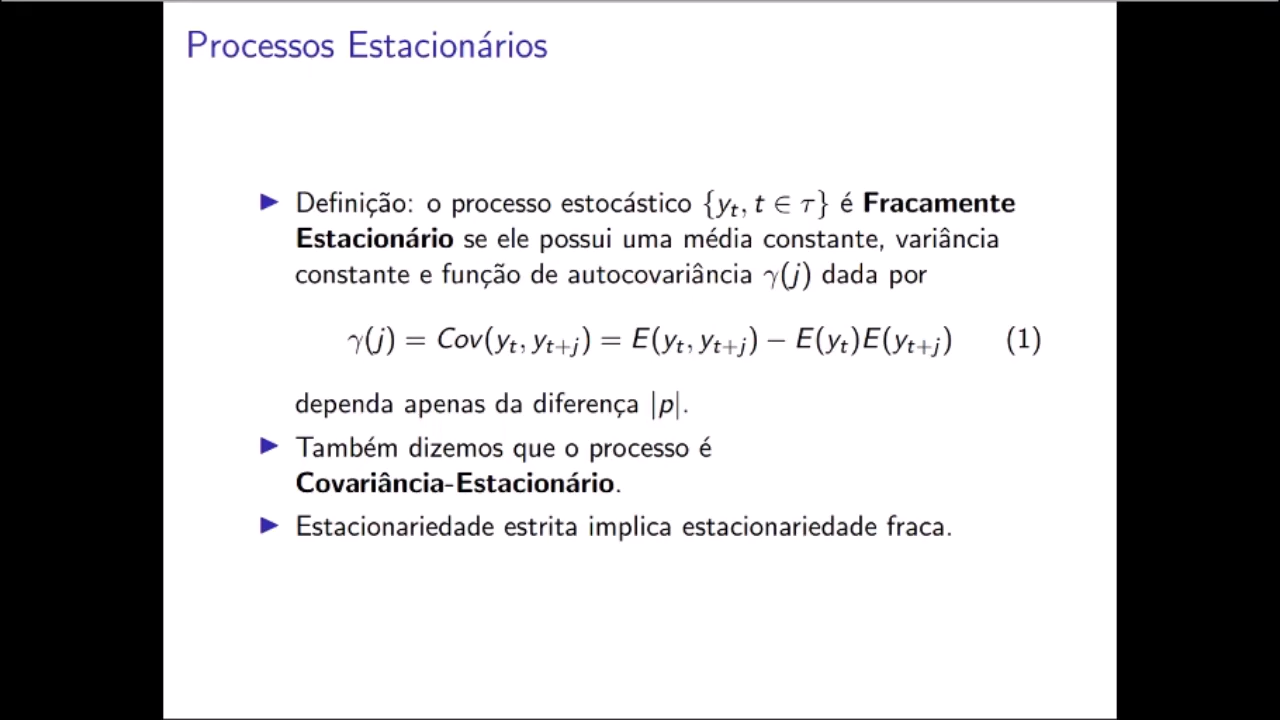 Processos Estacionários
▶ Definição: o processo estocástico {y_t, t ∈ τ} é Fracamente
Estacionário se ele possui uma média constante, variância
constante e função de autocovariância γ(j) dada por
γ(j) = Cov(y_t, y_{t+j}) = E(y_t, y_{t+j}) − E(y_t)E(y_{t+j}) (1)
dependa apenas da diferença |p|.
▶ Também dizemos que o processo é
Covariância-Estacionário.
▶ Estacionariedade estrita implica estacionariedade fraca.